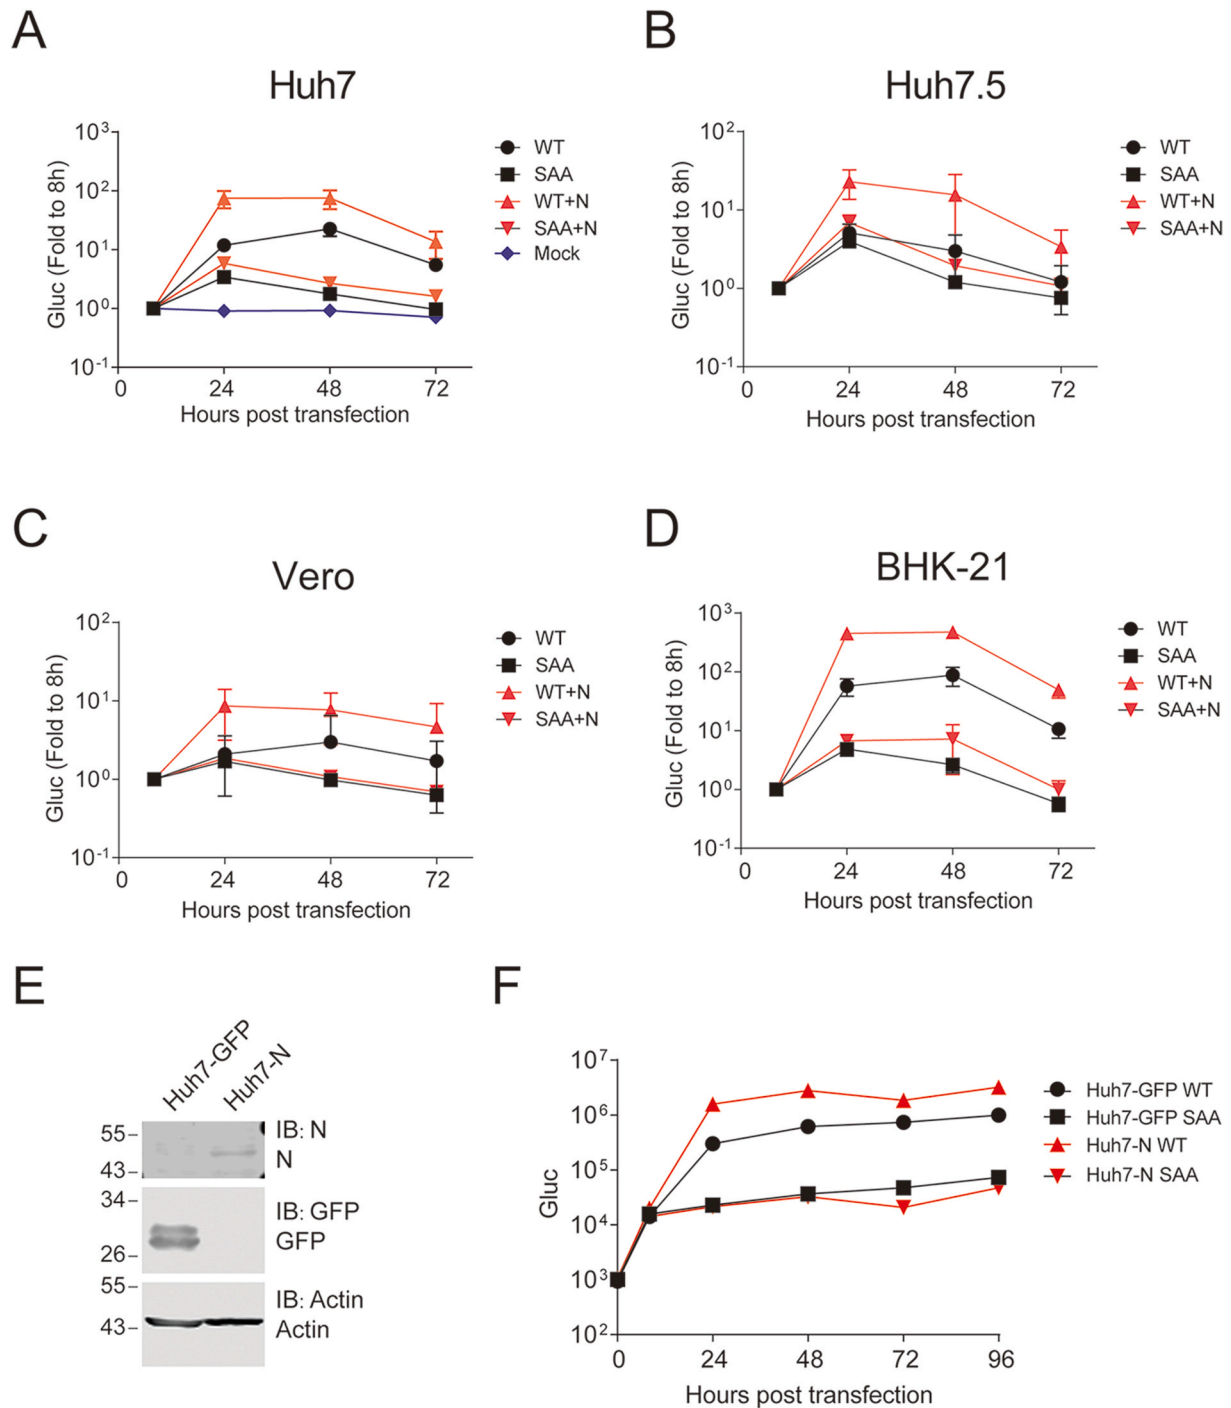 A
Huh7
10³
10²
10¹
10⁰
10⁻¹
Gluc (Fold to 8h)
0 24 48 72
Hours post transfection
WT
SAA
WT+N
SAA+N
Mock
B
Huh7.5
10²
10¹
10⁰
10⁻¹
Gluc (Fold to 8h)
0 24 48 72
Hours post transfection
WT
SAA
WT+N
SAA+N
C
Vero
10²
10¹
10⁰
10⁻¹
Gluc (Fold to 8h)
0 24 48 72
Hours post transfection
WT
SAA
WT+N
SAA+N
D
BHK-21
10³
10²
10¹
10⁰
10⁻¹
Gluc (Fold to 8h)
0 24 48 72
Hours post transfection
WT
SAA
WT+N
SAA+N
E
Huh7-GFP
Huh7-N
55
43
IB: N
N
34
26
IB: GFP
GFP
55
43
IB: Actin
Actin
F
10⁷
10⁶
10⁵
10⁴
10³
10²
Gluc
0 24 48 72 96
Hours post transfection
Huh7-GFP WT
Huh7-GFP SAA
Huh7-N WT
Huh7-N SAA